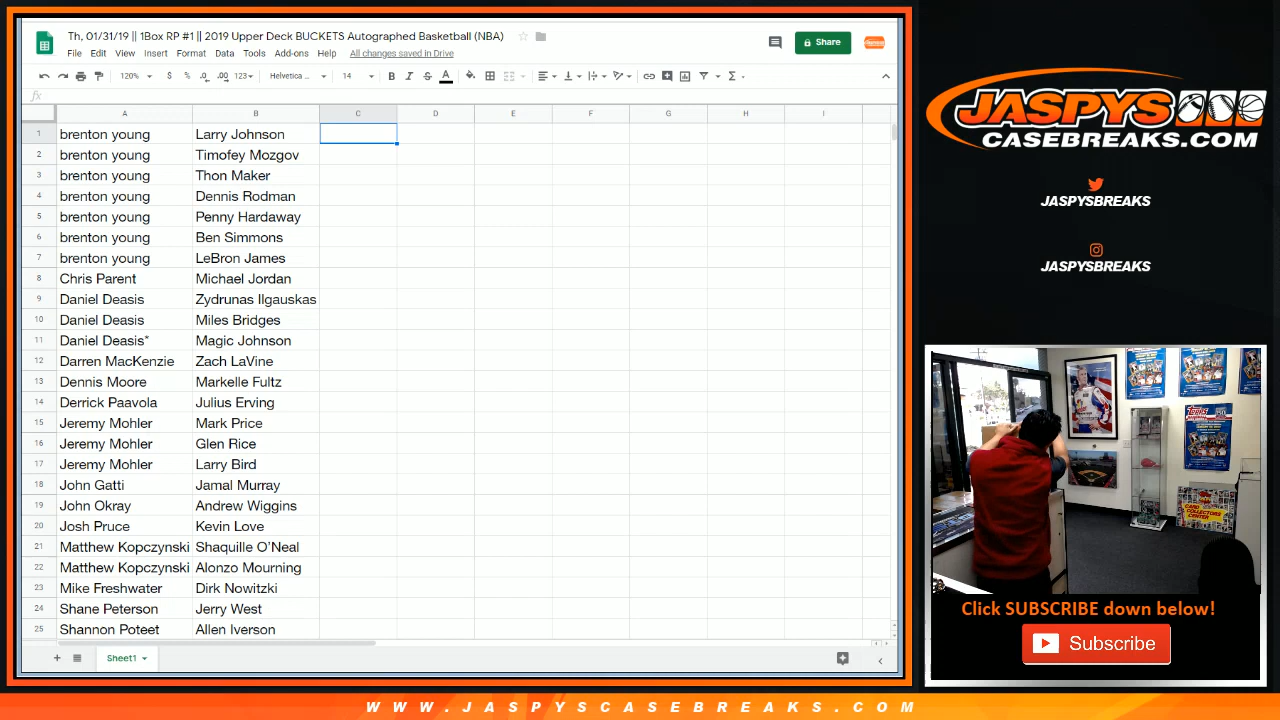 Th, 01/31/19 || 1Box RP #1 || 2019 Upper Deck BUCKETS Autographed Basketball (NBA)
File Edit View Insert Format Data Tools Add-ons Help All changes saved in Drive
Share
120% $ % .0 .00 123 Helvetica ... 14 B I S A
fx
A B C D E F G H I
1 brenton young Larry Johnson
2 brenton young Timofey Mozgov
3 brenton young Thon Maker
4 brenton young Dennis Rodman
5 brenton young Penny Hardaway
6 brenton young Ben Simmons
7 brenton young LeBron James
8 Chris Parent Michael Jordan
9 Daniel Deasis Zydrunas Ilgauskas
10 Daniel Deasis Miles Bridges
11 Daniel Deasis* Magic Johnson
12 Darren MacKenzie Zach LaVine
13 Dennis Moore Markelle Fultz
14 Derrick Paavola Julius Erving
15 Jeremy Mohler Mark Price
16 Jeremy Mohler Glen Rice
17 Jeremy Mohler Larry Bird
18 John Gatti Jamal Murray
19 John Okray Andrew Wiggins
20 Josh Pruce Kevin Love
21 Matthew Kopczynski Shaquille O'Neal
22 Matthew Kopczynski Alonzo Mourning
23 Mike Freshwater Dirk Nowitzki
24 Shane Peterson Jerry West
25 Shannon Poteet Allen Iverson
Sheet1
JASPYS
CASEBREAKS.COM
JASPYSBREAKS
JASPYSBREAKS
Topps
CARD COLLECTORS CENTER
Click SUBSCRIBE down below!
Subscribe
WWW.JASPYSCASEBREAKS.COM